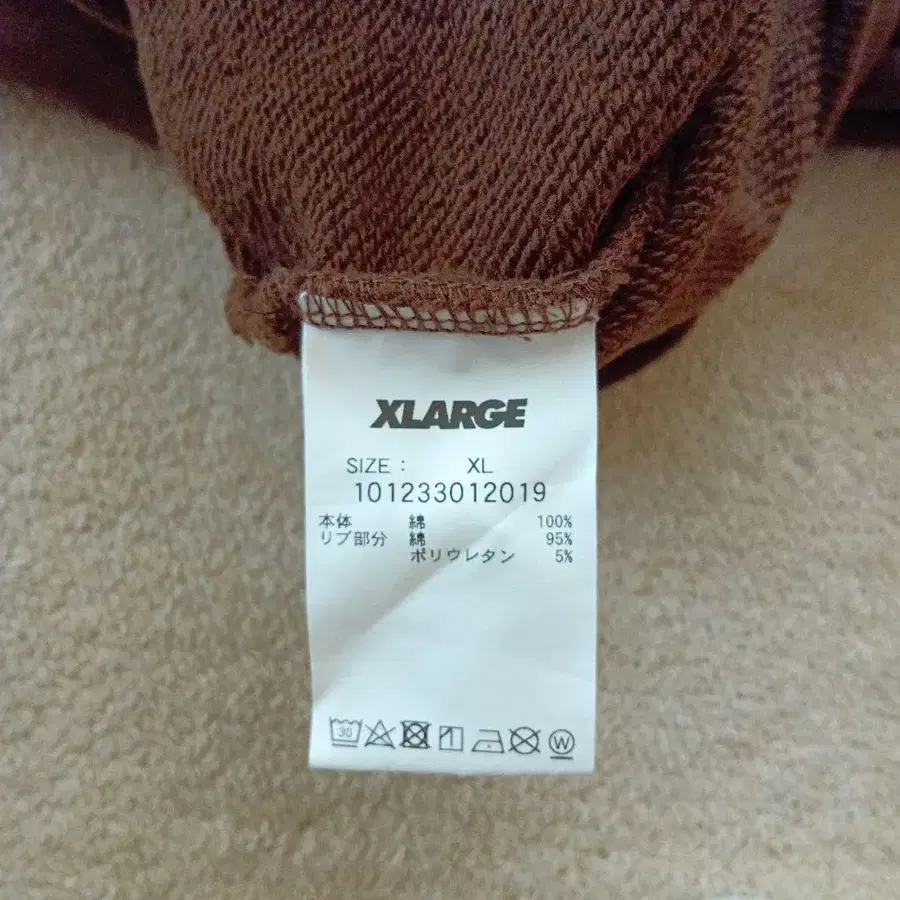 XLARGE
SIZE : XL
101233012019
本体 綿 100%
リブ部分 綿 95%
ポリウレタン 5%
30 W